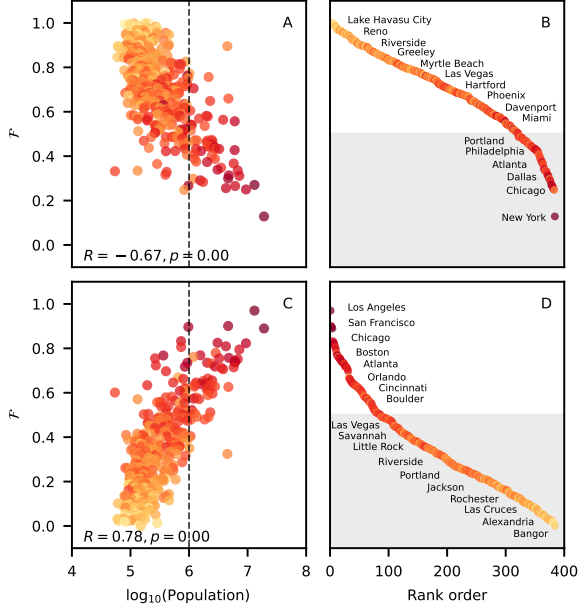 A
1.0
0.8
0.6
0.4
0.2
0.0
F
R = −0.67, p = 0.00
B
Lake Havasu City
Reno
Riverside
Greeley
Myrtle Beach
Las Vegas
Hartford
Phoenix
Davenport
Miami
Portland
Philadelphia
Atlanta
Dallas
Chicago
New York
C
1.0
0.8
0.6
0.4
0.2
0.0
F
R = 0.78, p = 0.00
4 5 6 7 8
log10(Population)
D
Los Angeles
San Francisco
Chicago
Boston
Atlanta
Orlando
Cincinnati
Boulder
Las Vegas
Savannah
Little Rock
Riverside
Portland
Jackson
Rochester
Las Cruces
Alexandria
Bangor
0 100 200 300 400
Rank order